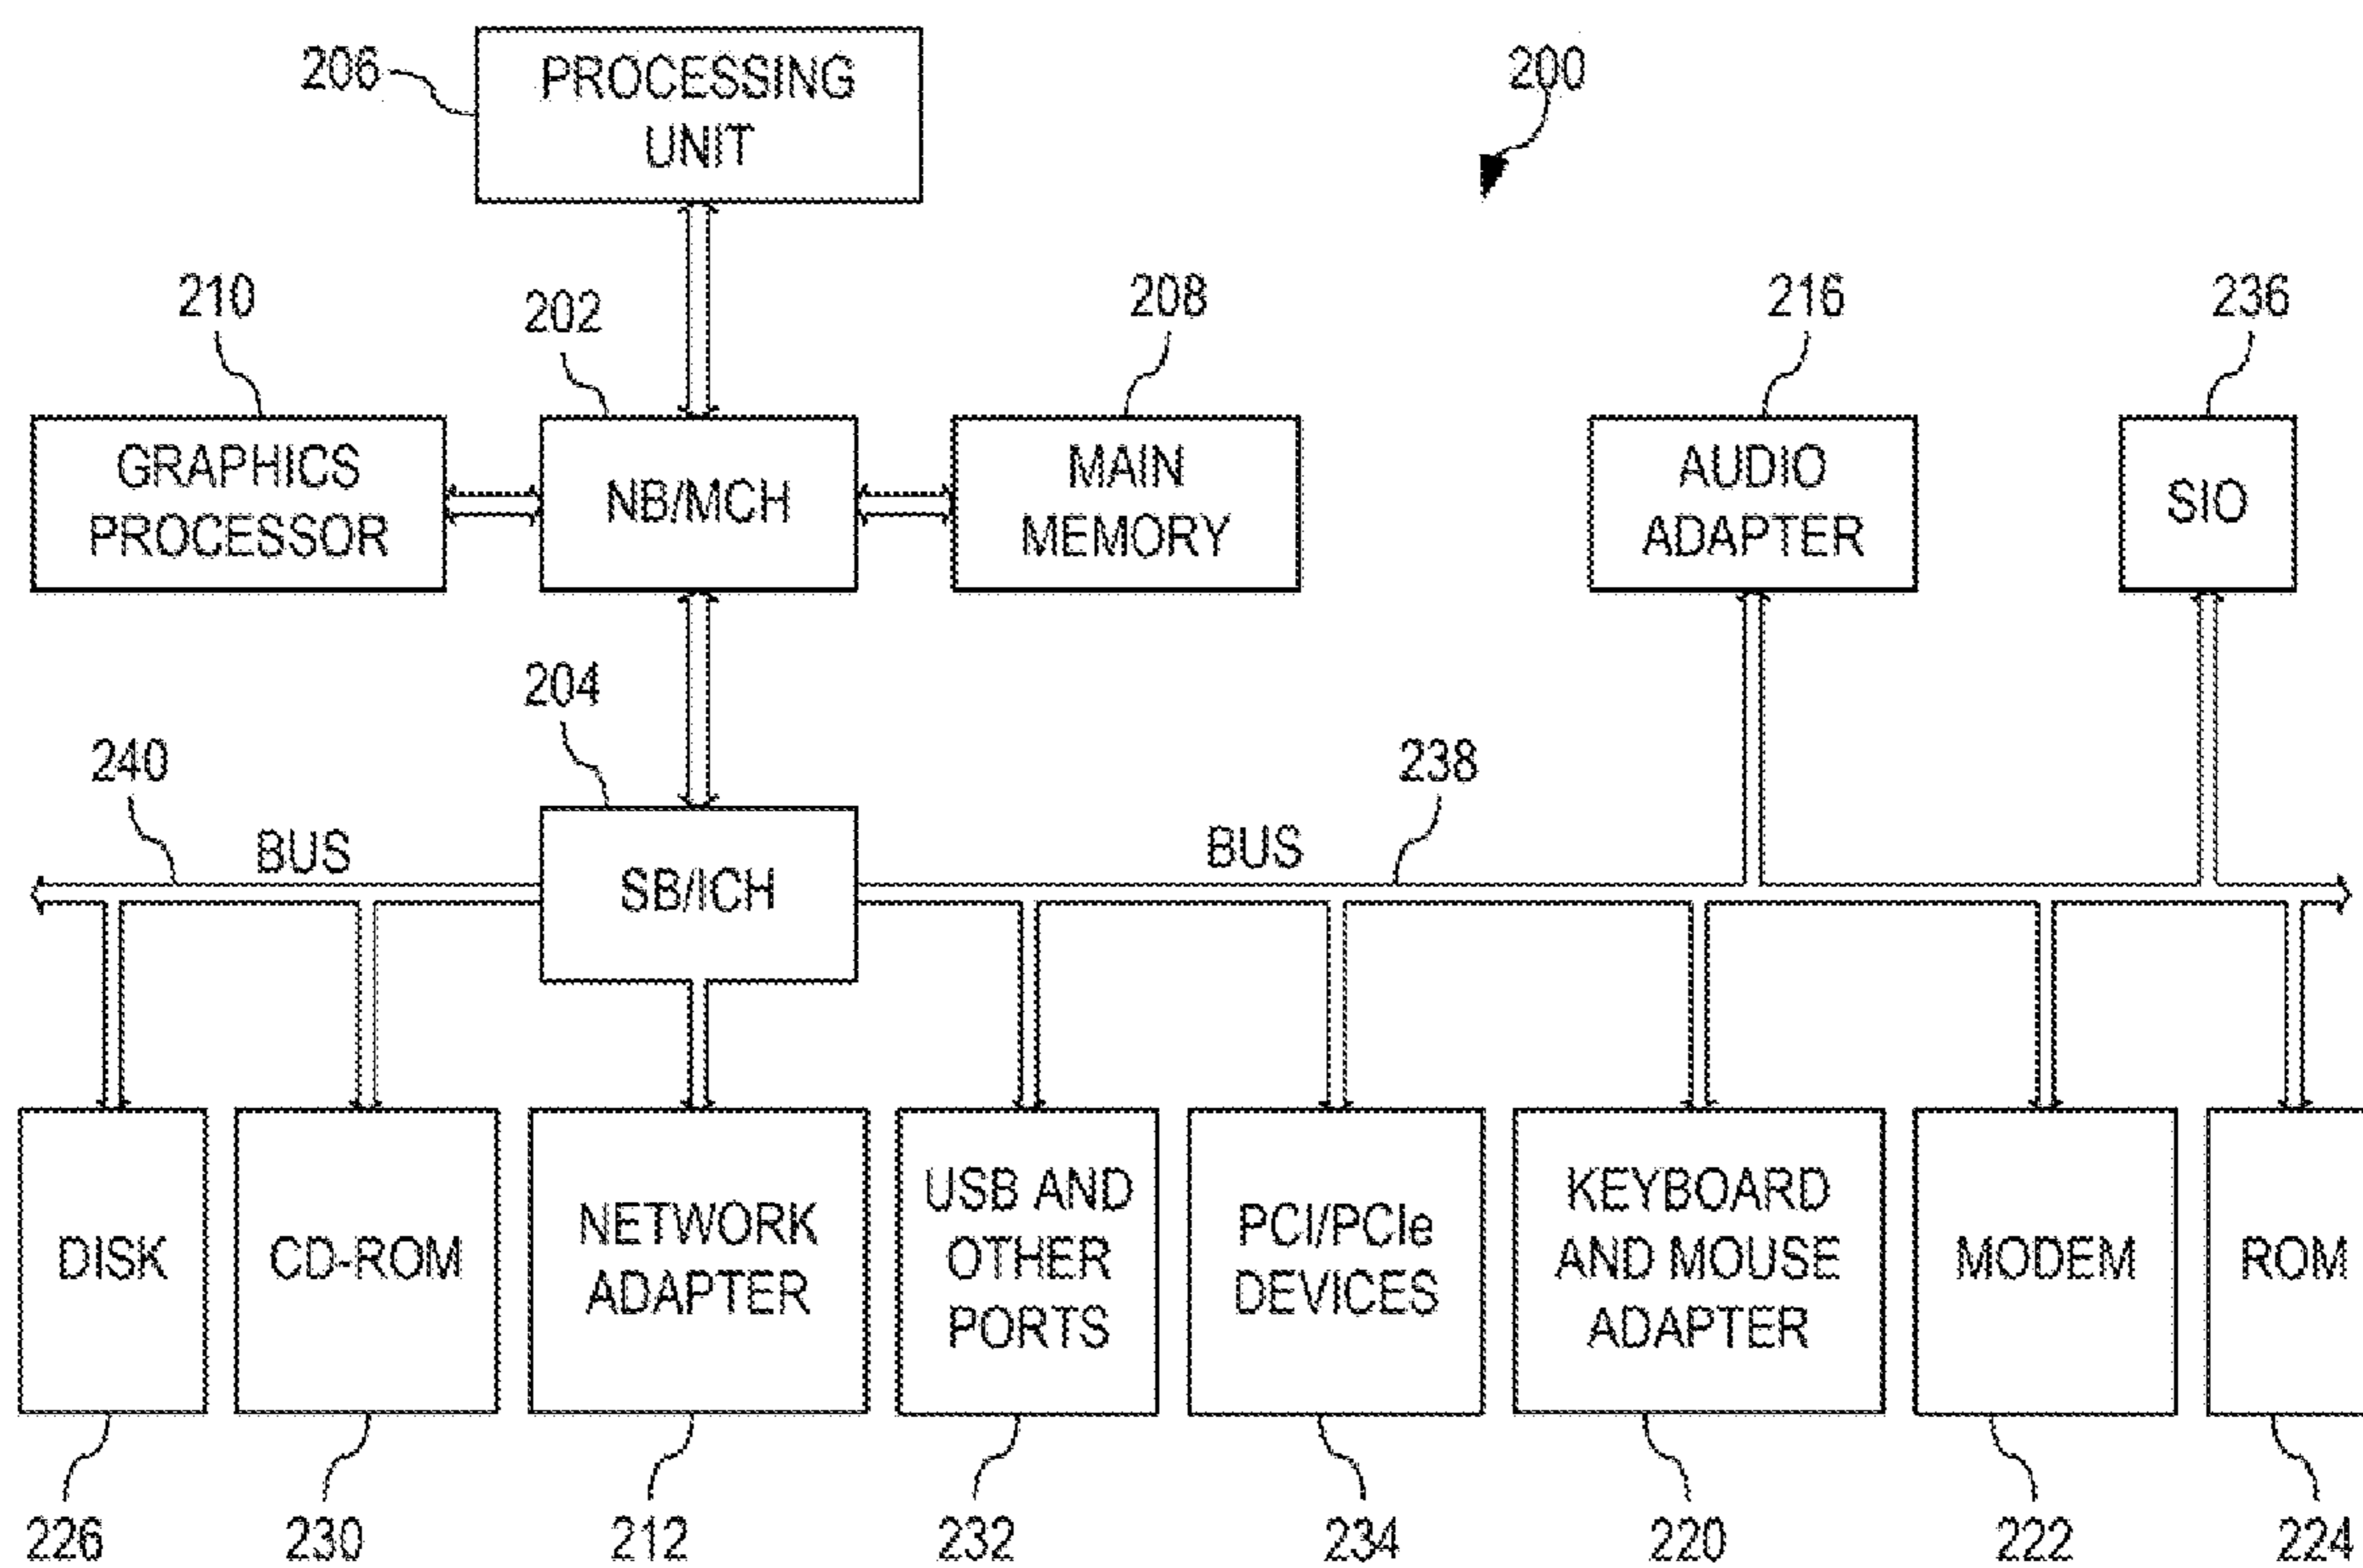 206
PROCESSING
UNIT
200
210
202
208
216
236
GRAPHICS
PROCESSOR
NB/MCH
MAIN
MEMORY
AUDIO
ADAPTER
SIO
204
240
BUS
SB/ICH
BUS
238
DISK
CD-ROM
NETWORK
ADAPTER
USB AND
OTHER
PORTS
PCI/PCIe
DEVICES
KEYBOARD
AND MOUSE
ADAPTER
MODEM
ROM
226
230
212
232
234
220
222
224